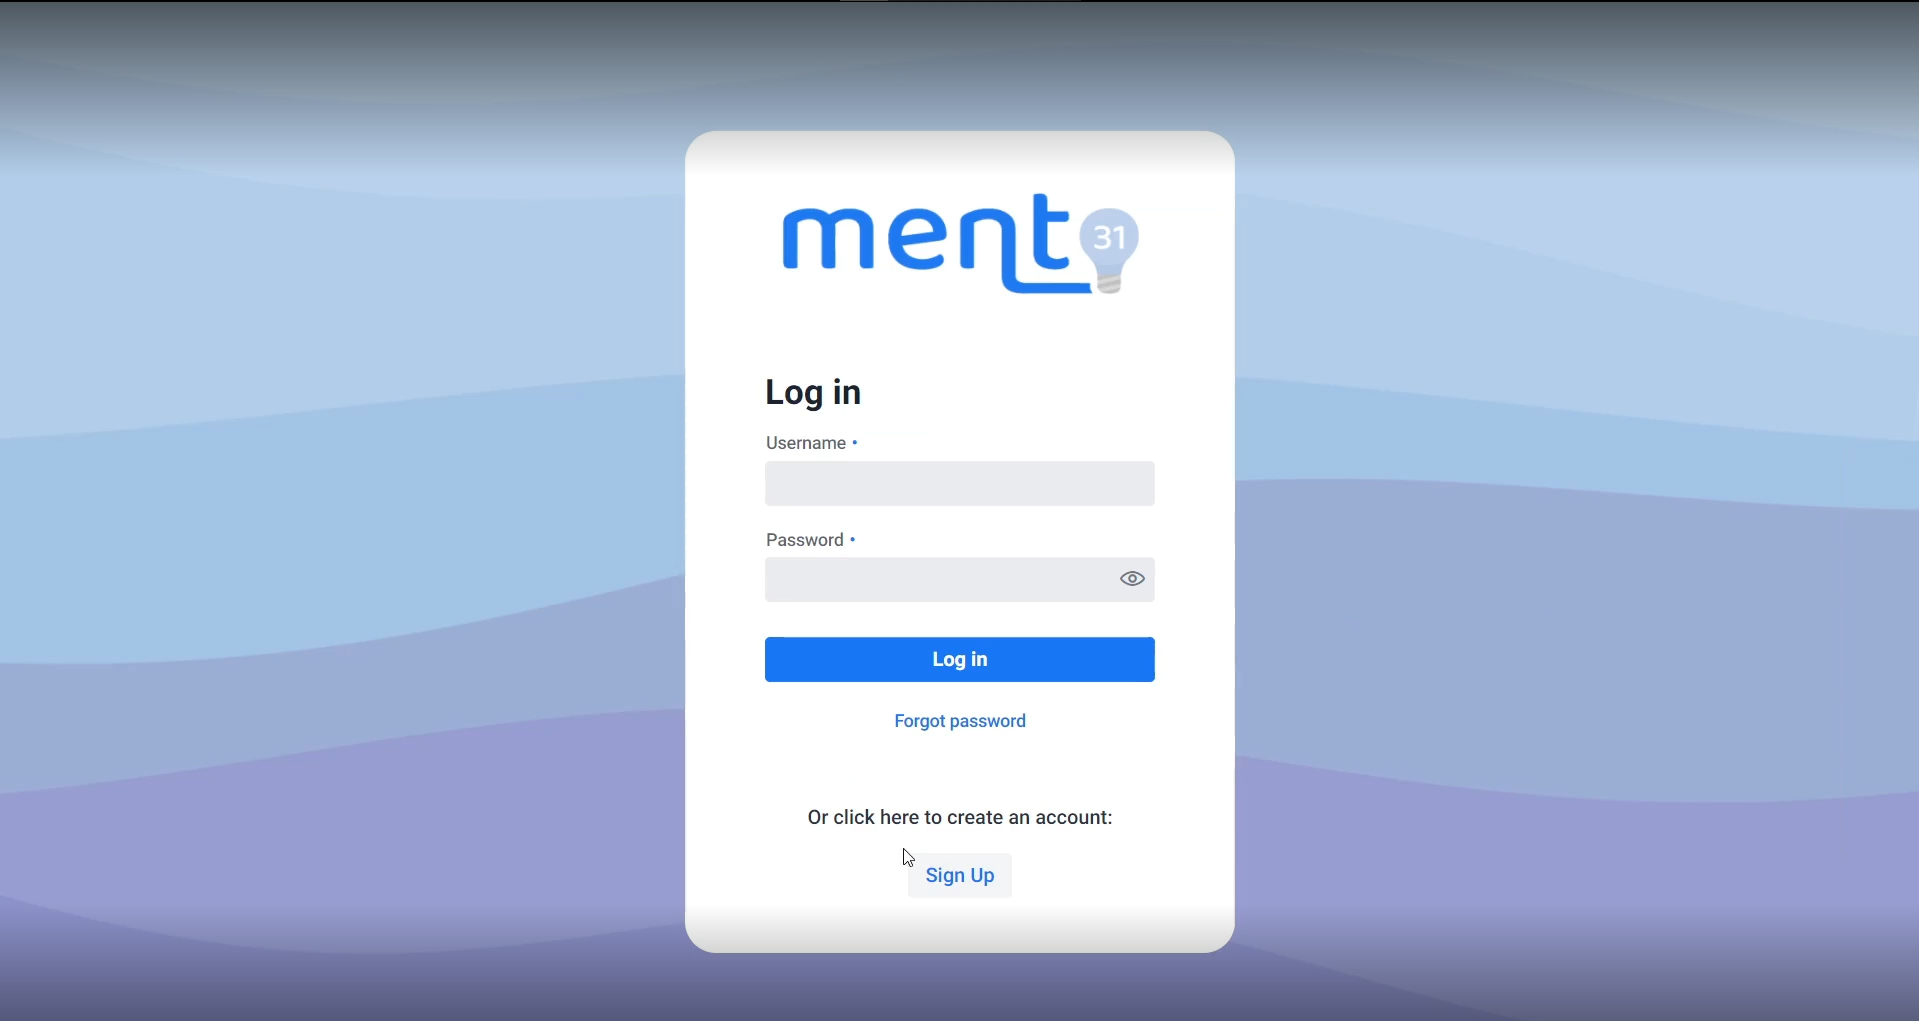 ment 31
Log in
Username •
Password •
Log in
Forgot password
Or click here to create an account:
Sign Up